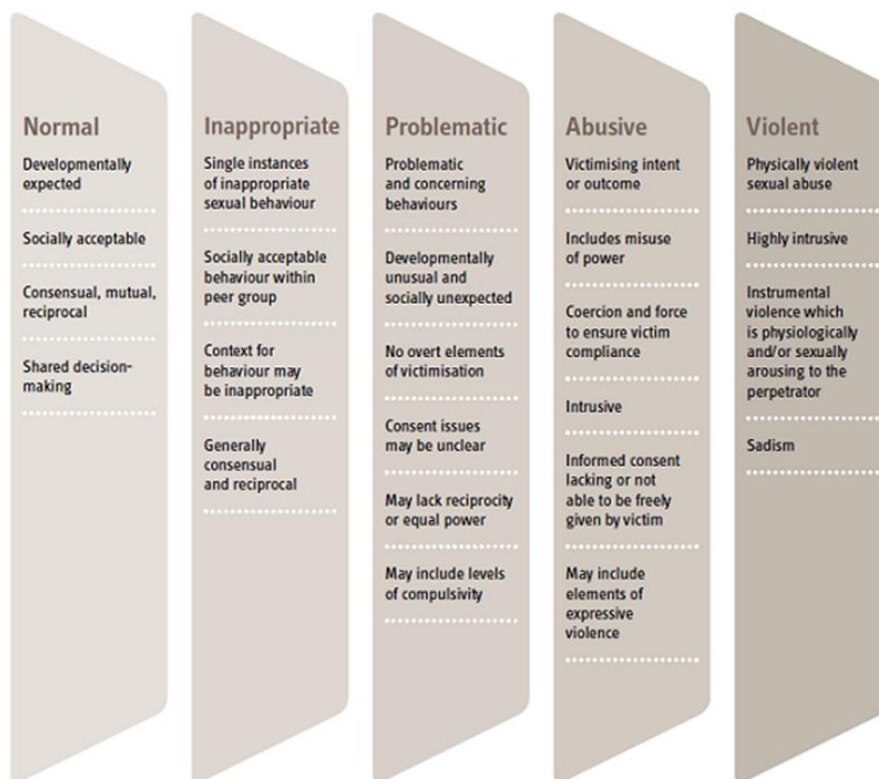 Normal
Developmentally
expected
Socially acceptable
Consensual, mutual,
reciprocal
Shared decision-
making
Inappropriate
Single instances
of inappropriate
sexual behaviour
Socially acceptable
behaviour within
peer group
Context for
behaviour may
be inappropriate
Generally
consensual
and reciprocal
Problematic
Problematic
and concerning
behaviours
Developmentally
unusual and
socially unexpected
No overt elements
of victimisation
Consent issues
may be unclear
May lack reciprocity
or equal power
May include levels
of compulsivity
Abusive
Victimising intent
or outcome
Includes misuse
of power
Coercion and force
to ensure victim
compliance
Intrusive
Informed consent
lacking or not
able to be freely
given by victim
May include
elements of
expressive
violence
Violent
Physically violent
sexual abuse
Highly intrusive
Instrumental
violence which
is physiologically
and/or sexually
arousing to the
perpetrator
Sadism